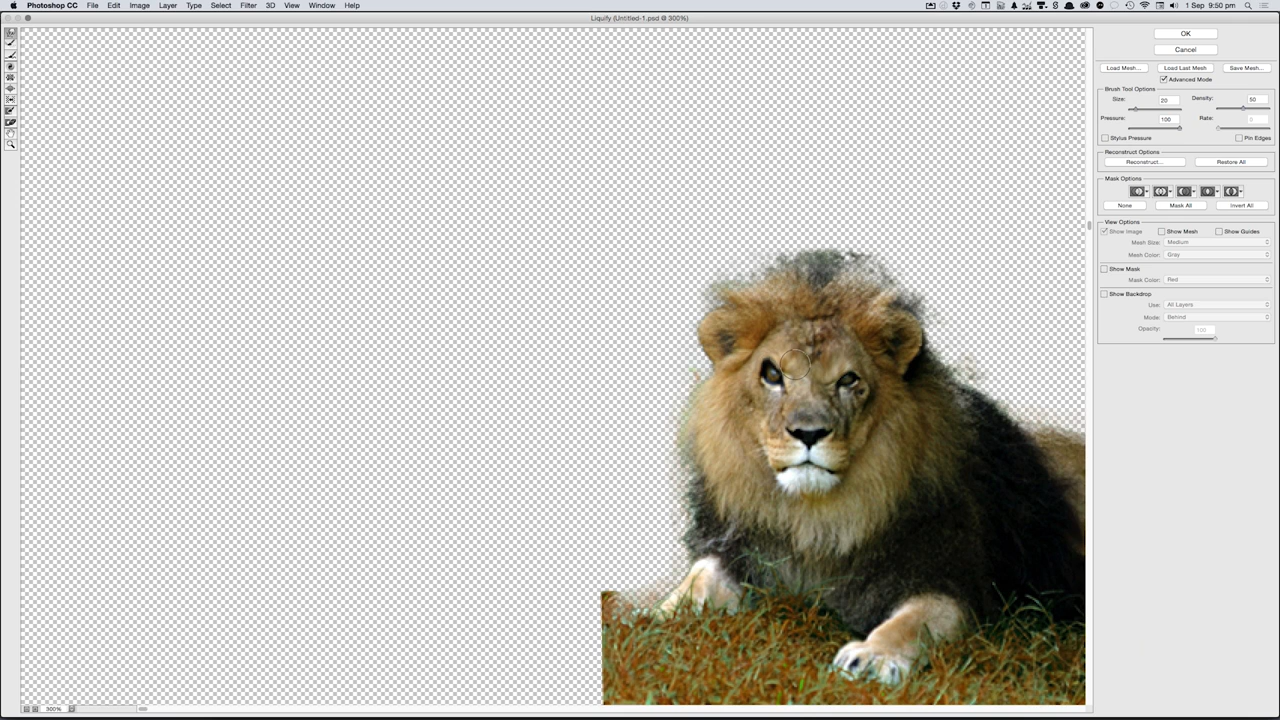 Photoshop CC File Edit Image Layer Type Select Filter 3D View Window Help 1 Sep 9:50 pm
Liquify (Untitled-1.psd @ 300%)
OK
Cancel
Load Mesh... Load Last Mesh Save Mesh...
Advanced Mode
Brush Tool Options
Size: 20 Density: 50
Pressure: 100 Rate: 0
Stylus Pressure Pin Edges
Reconstruct Options
Reconstruct... Restore All
Mask Options
None Mask All Invert All
View Options
Show Image Show Mesh Show Guides
Mesh Size: Medium
Mesh Color: Gray
Show Mask
Mask Color: Red
Show Backdrop
Use: All Layers
Mode: Behind
Opacity: 100
300%